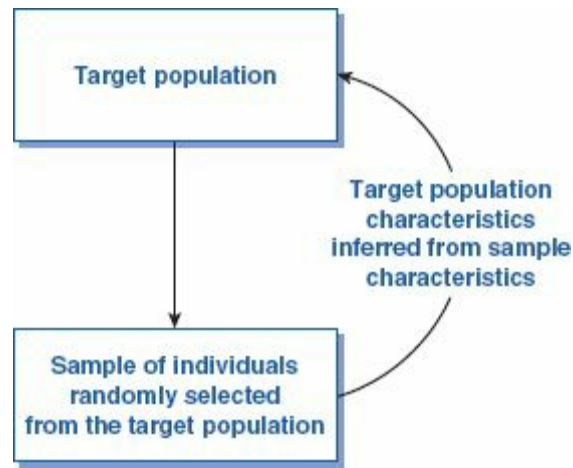 Target population
Target population
characteristics
inferred from sample
characteristics
Sample of individuals
randomly selected
from the target population